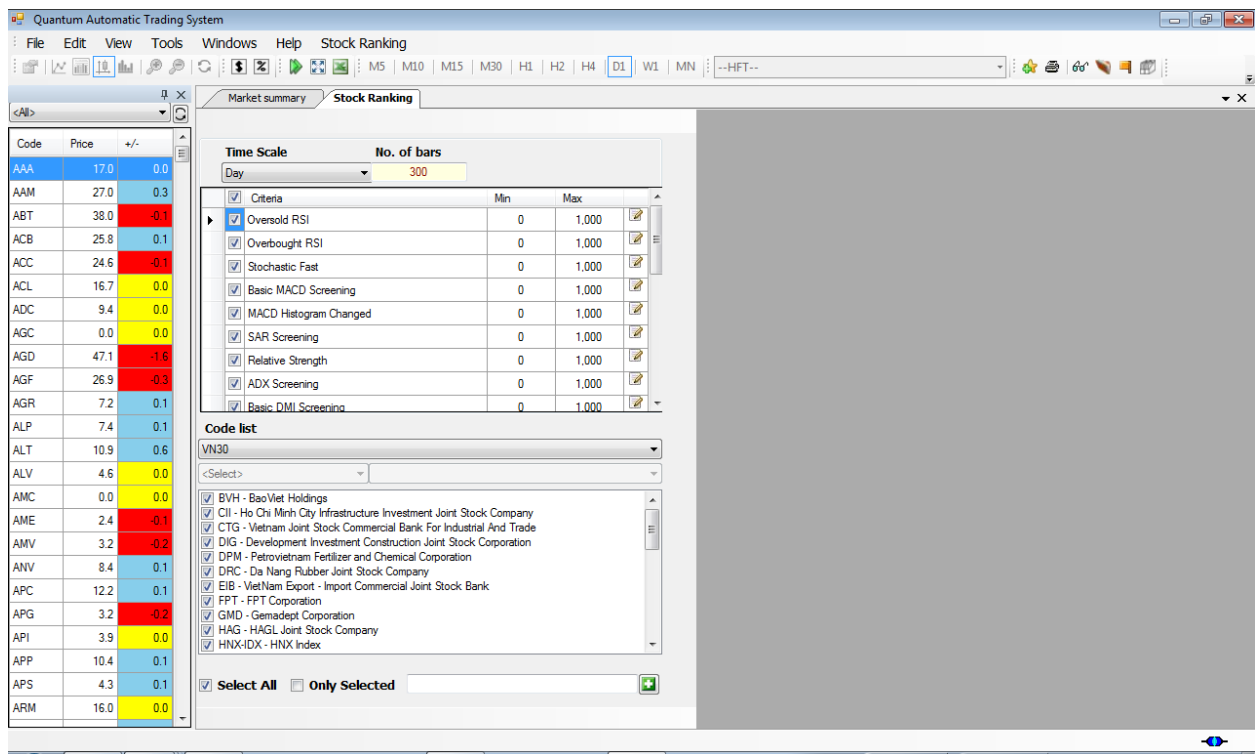 Quantum Automatic Trading System
File Edit View Tools Windows Help Stock Ranking
M5 M10 M15 M30 H1 H2 H4 D1 W1 MN --HFT--
Market summary Stock Ranking
<All>
Code Price +/-
AAA 17.0 0.0
AAM 27.0 0.3
ABT 38.0 -0.1
ACB 25.8 0.1
ACC 24.6 -0.1
ACL 16.7 0.0
ADC 9.4 0.0
AGC 0.0 0.0
AGD 47.1 -1.6
AGF 26.9 -0.3
AGR 7.2 0.1
ALP 7.4 0.1
ALT 10.9 0.6
ALV 4.6 0.0
AMC 0.0 0.0
AME 2.4 -0.1
AMV 3.2 -0.2
ANV 8.4 0.1
APC 12.2 0.1
APG 3.2 -0.2
API 3.9 0.0
APP 10.4 0.1
APS 4.3 0.1
ARM 16.0 0.0
Time Scale No. of bars
Day 300
Criteria Min Max
Oversold RSI 0 1,000
Overbought RSI 0 1,000
Stochastic Fast 0 1,000
Basic MACD Screening 0 1,000
MACD Histogram Changed 0 1,000
SAR Screening 0 1,000
Relative Strength 0 1,000
ADX Screening 0 1,000
Basic DMI Screening 0 1,000
Code list
VN30
<Select>
BVH - BaoViet Holdings
CII - Ho Chi Minh City Infrastructure Investment Joint Stock Company
CTG - Vietnam Joint Stock Commercial Bank For Industrial And Trade
DIG - Development Investment Construction Joint Stock Corporation
DPM - Petrovietnam Fertilizer and Chemical Corporation
DRC - Da Nang Rubber Joint Stock Company
EIB - VietNam Export - Import Commercial Joint Stock Bank
FPT - FPT Corporation
GMD - Gemadept Corporation
HAG - HAGL Joint Stock Company
HNX-IDX - HNX Index
Select All Only Selected